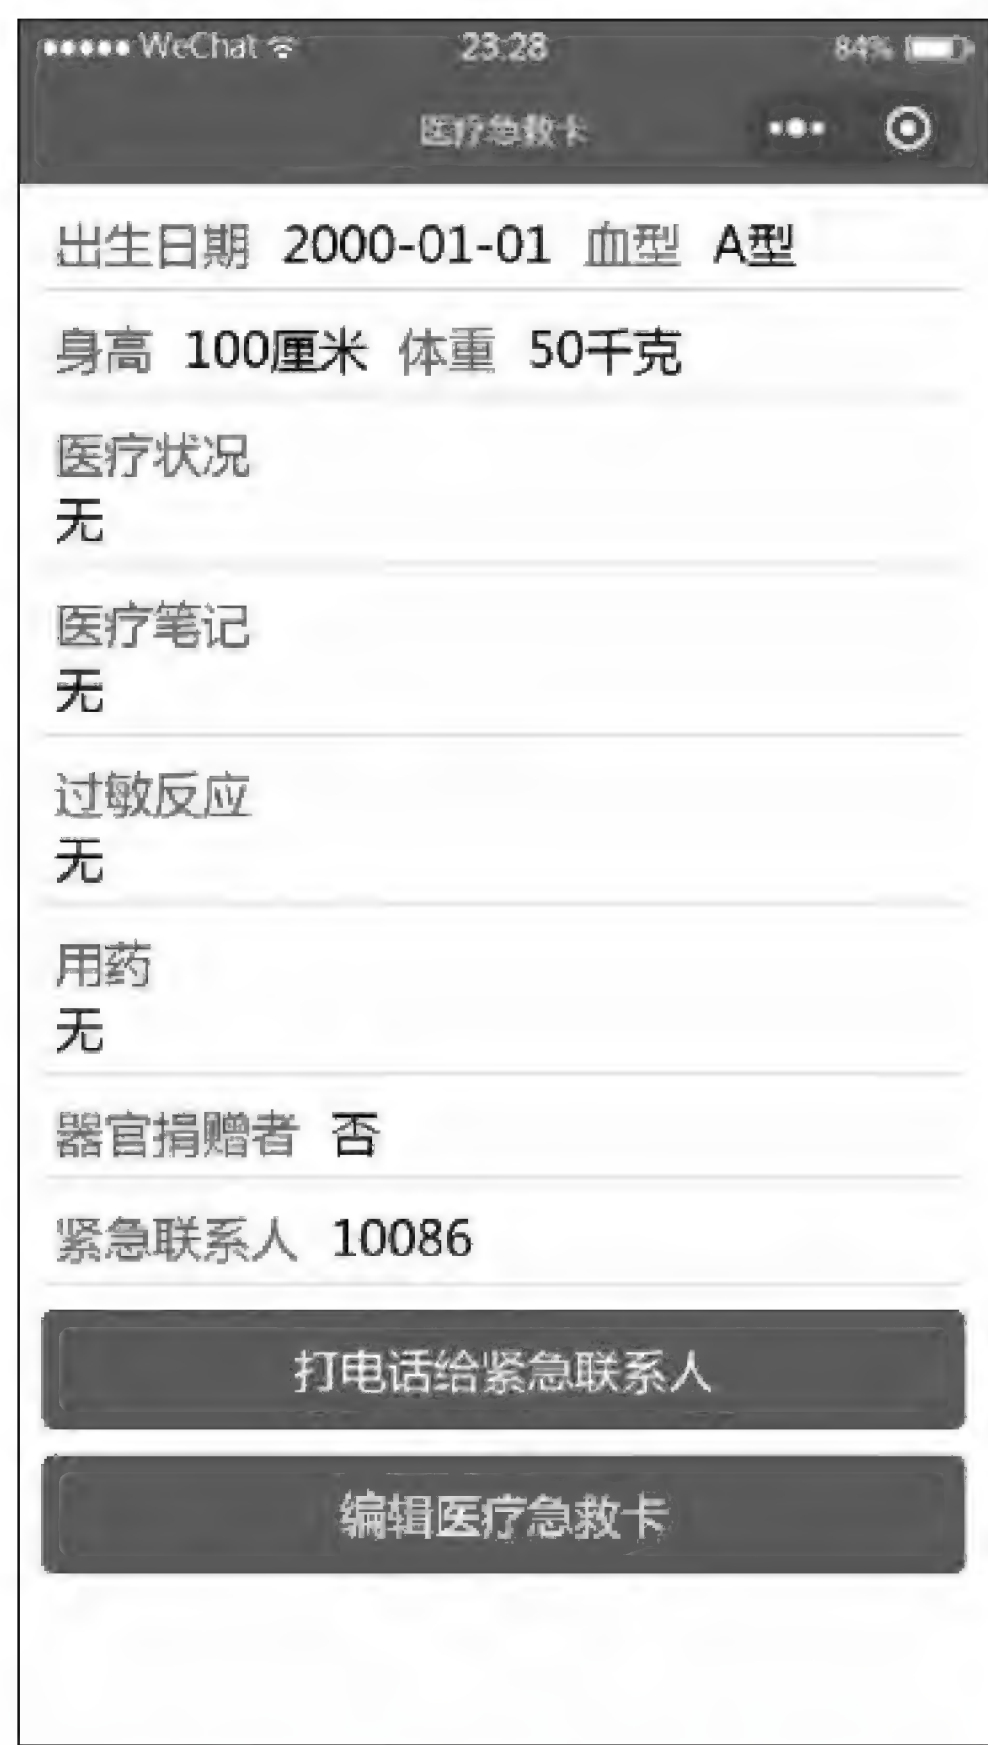 WeChat 23:28 84%
医疗急救卡
出生日期 2000-01-01 血型 A型
身高 100厘米 体重 50千克
医疗状况
无
医疗笔记
无
过敏反应
无
用药
无
器官捐赠者 否
紧急联系人 10086
打电话给紧急联系人
编辑医疗急救卡